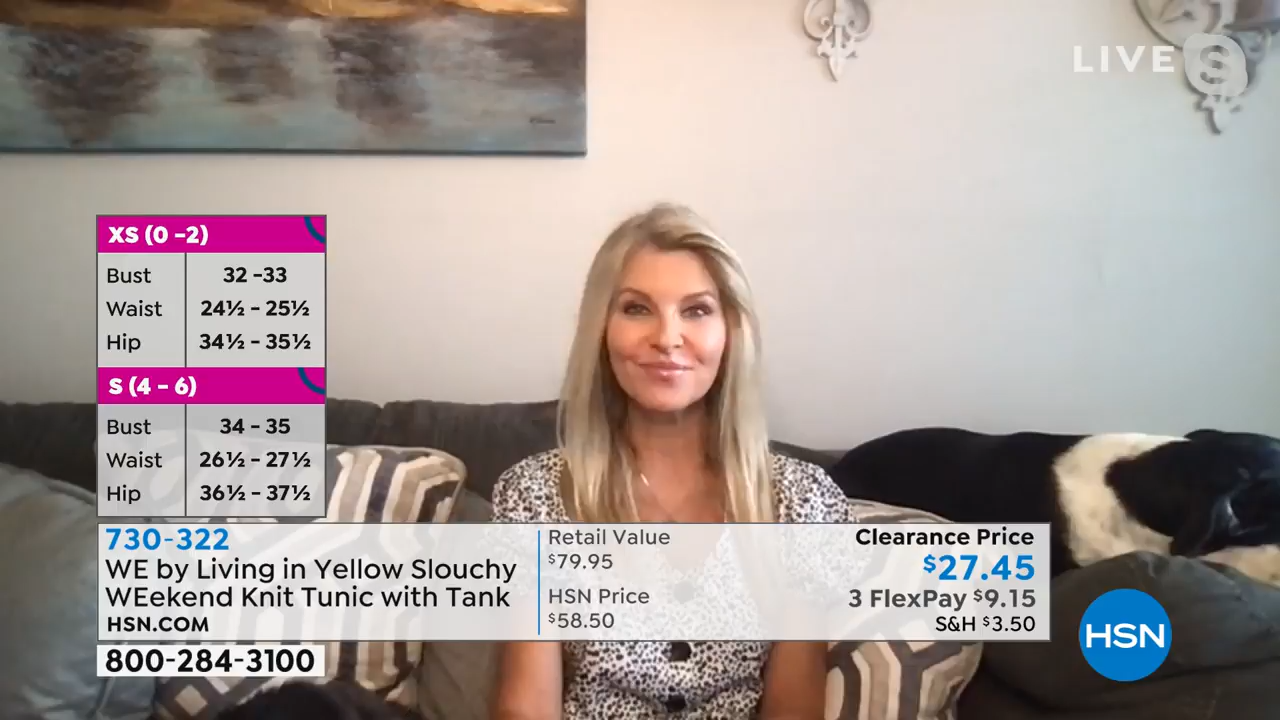 LIVE S
XS (0 –2)
Bust 32 –33
Waist 24½ – 25½
Hip 34½ – 35½
S (4 – 6)
Bust 34 – 35
Waist 26½ – 27½
Hip 36½ – 37½
730-322
WE by Living in Yellow Slouchy
WEekend Knit Tunic with Tank
HSN.COM
Retail Value
$79.95
HSN Price
$58.50
Clearance Price
$27.45
3 FlexPay $9.15
S&H $3.50
HSN
800-284-3100